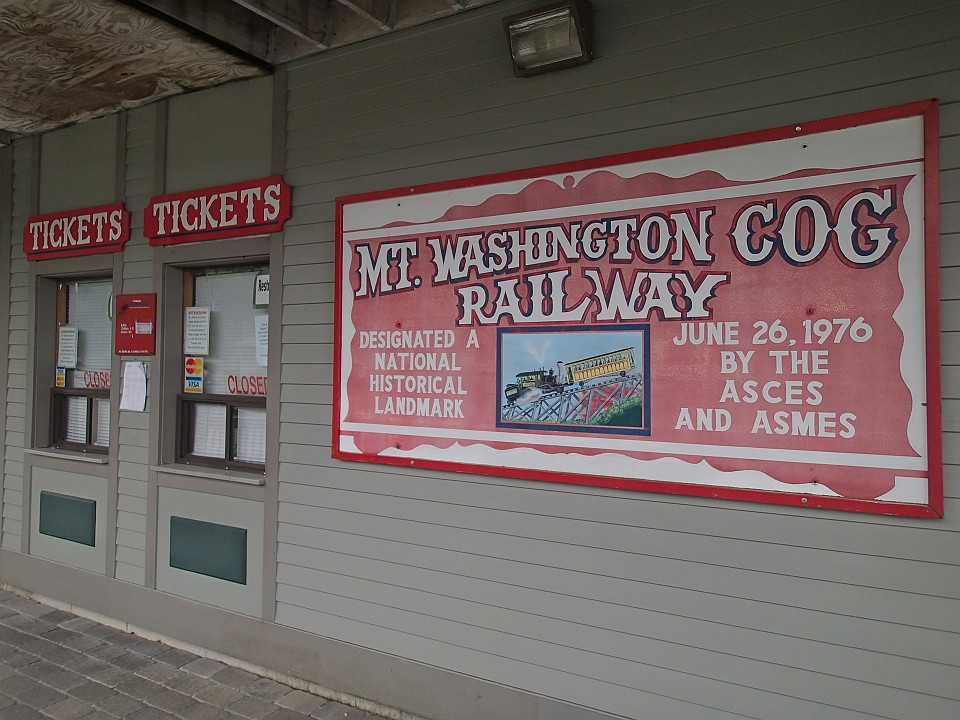 TICKETS
TICKETS
CLOSED
VISA
CLOSED
MT. WASHINGTON COG
RAILWAY
DESIGNATED A
NATIONAL
HISTORICAL
LANDMARK
JUNE 26, 1976
BY THE
ASCES
AND ASMES